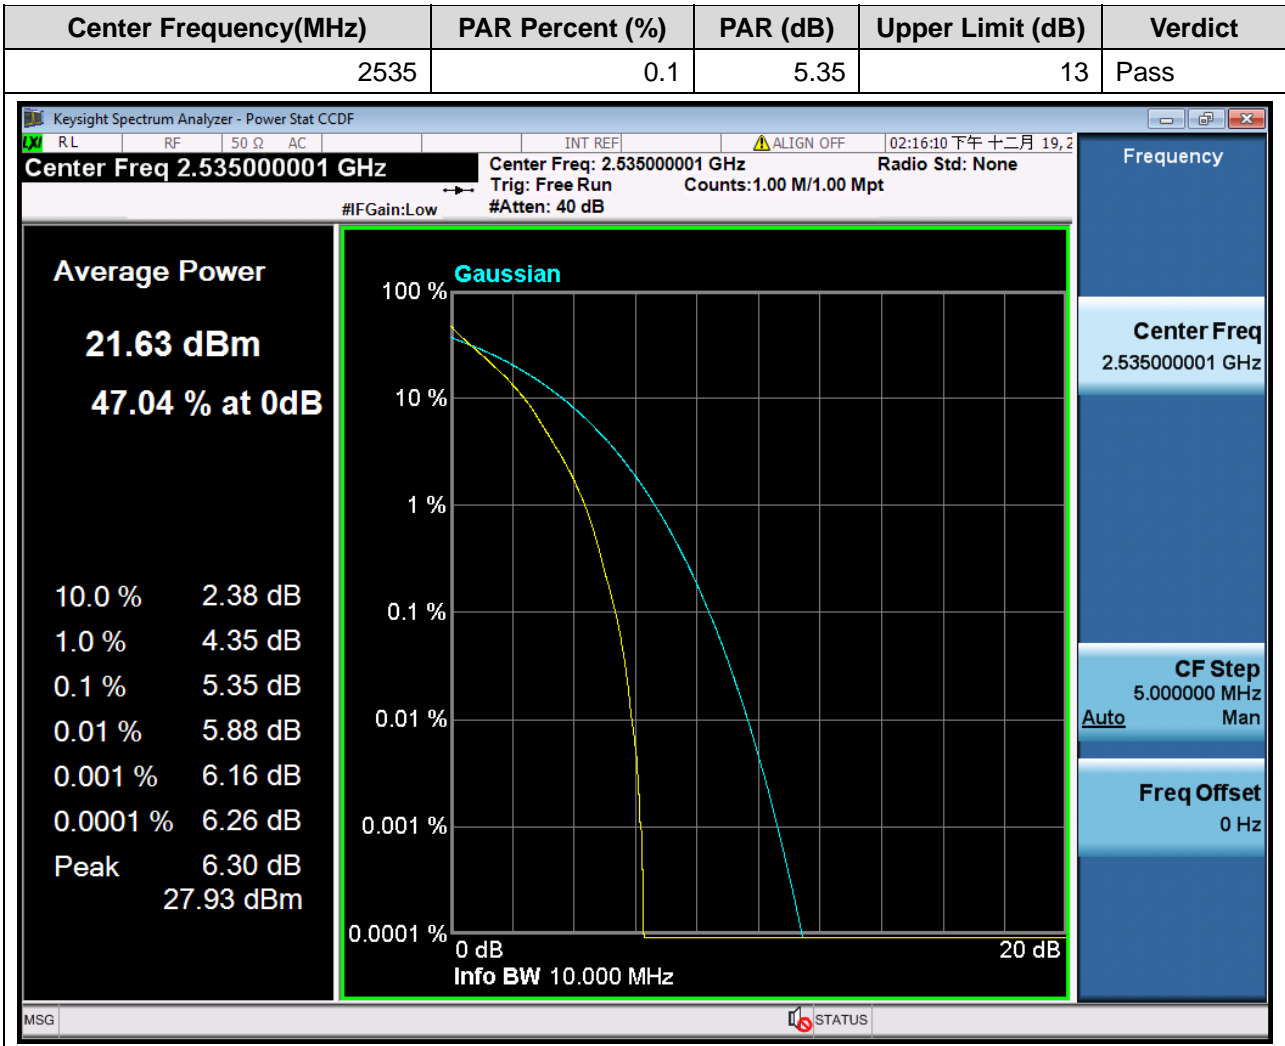 Center Frequency(MHz) PAR Percent (%) PAR (dB) Upper Limit (dB) Verdict
2535 0.1 5.35 13 Pass
Keysight Spectrum Analyzer - Power Stat CCDF
LXI RL RF 50 Ω AC INT REF ALIGN OFF 02:16:10 下午 十二月 19, 2
Center Freq 2.535000001 GHz
#IFGain:Low
Center Freq: 2.535000001 GHz Radio Std: None
Trig: Free Run Counts:1.00 M/1.00 Mpt
#Atten: 40 dB
Average Power
21.63 dBm
47.04 % at 0dB
10.0 % 2.38 dB
1.0 % 4.35 dB
0.1 % 5.35 dB
0.01 % 5.88 dB
0.001 % 6.16 dB
0.0001 % 6.26 dB
Peak 6.30 dB
27.93 dBm
Gaussian
100 %
10 %
1 %
0.1 %
0.01 %
0.001 %
0.0001 %
0 dB 20 dB
Info BW 10.000 MHz
Frequency
Center Freq
2.535000001 GHz
CF Step
5.000000 MHz
Auto Man
Freq Offset
0 Hz
MSG STATUS